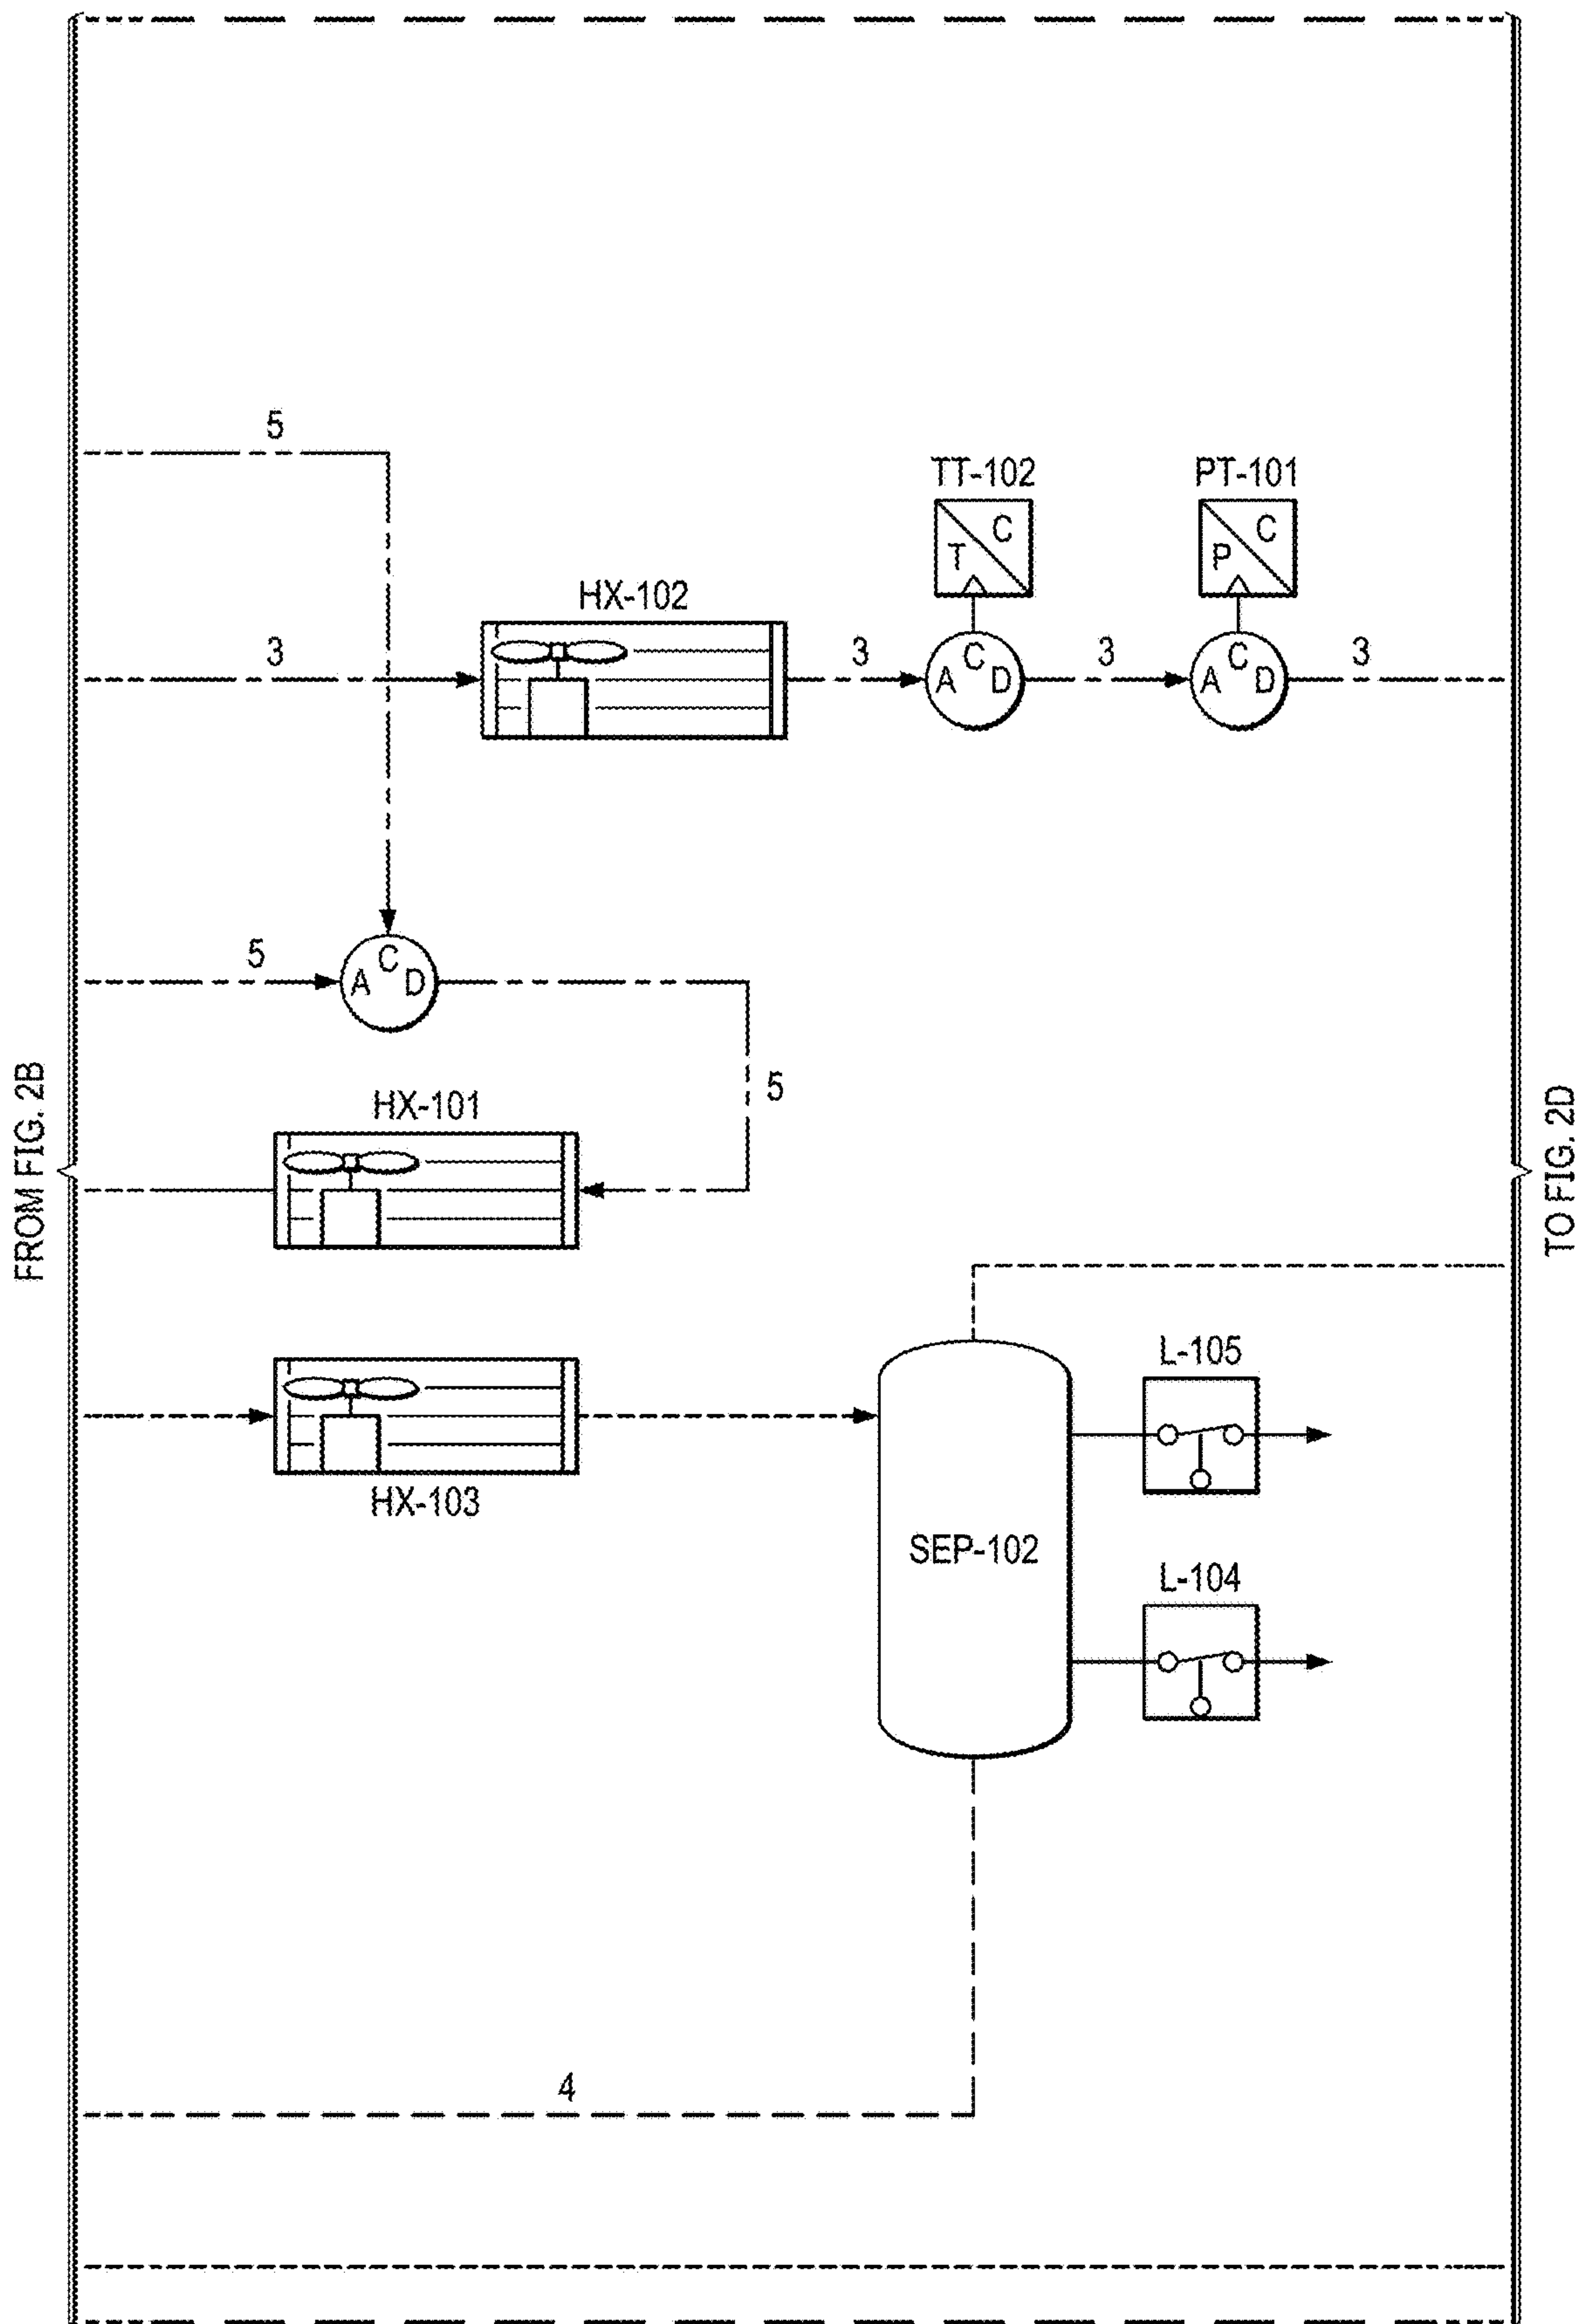 5
TT-102
PT-101
C
T
C
P
HX-102
3
3
A C D
3
A C D
3
5
A C D
5
HX-101
FROM FIG. 2B
TO FIG. 2D
L-105
HX-103
SEP-102
L-104
4